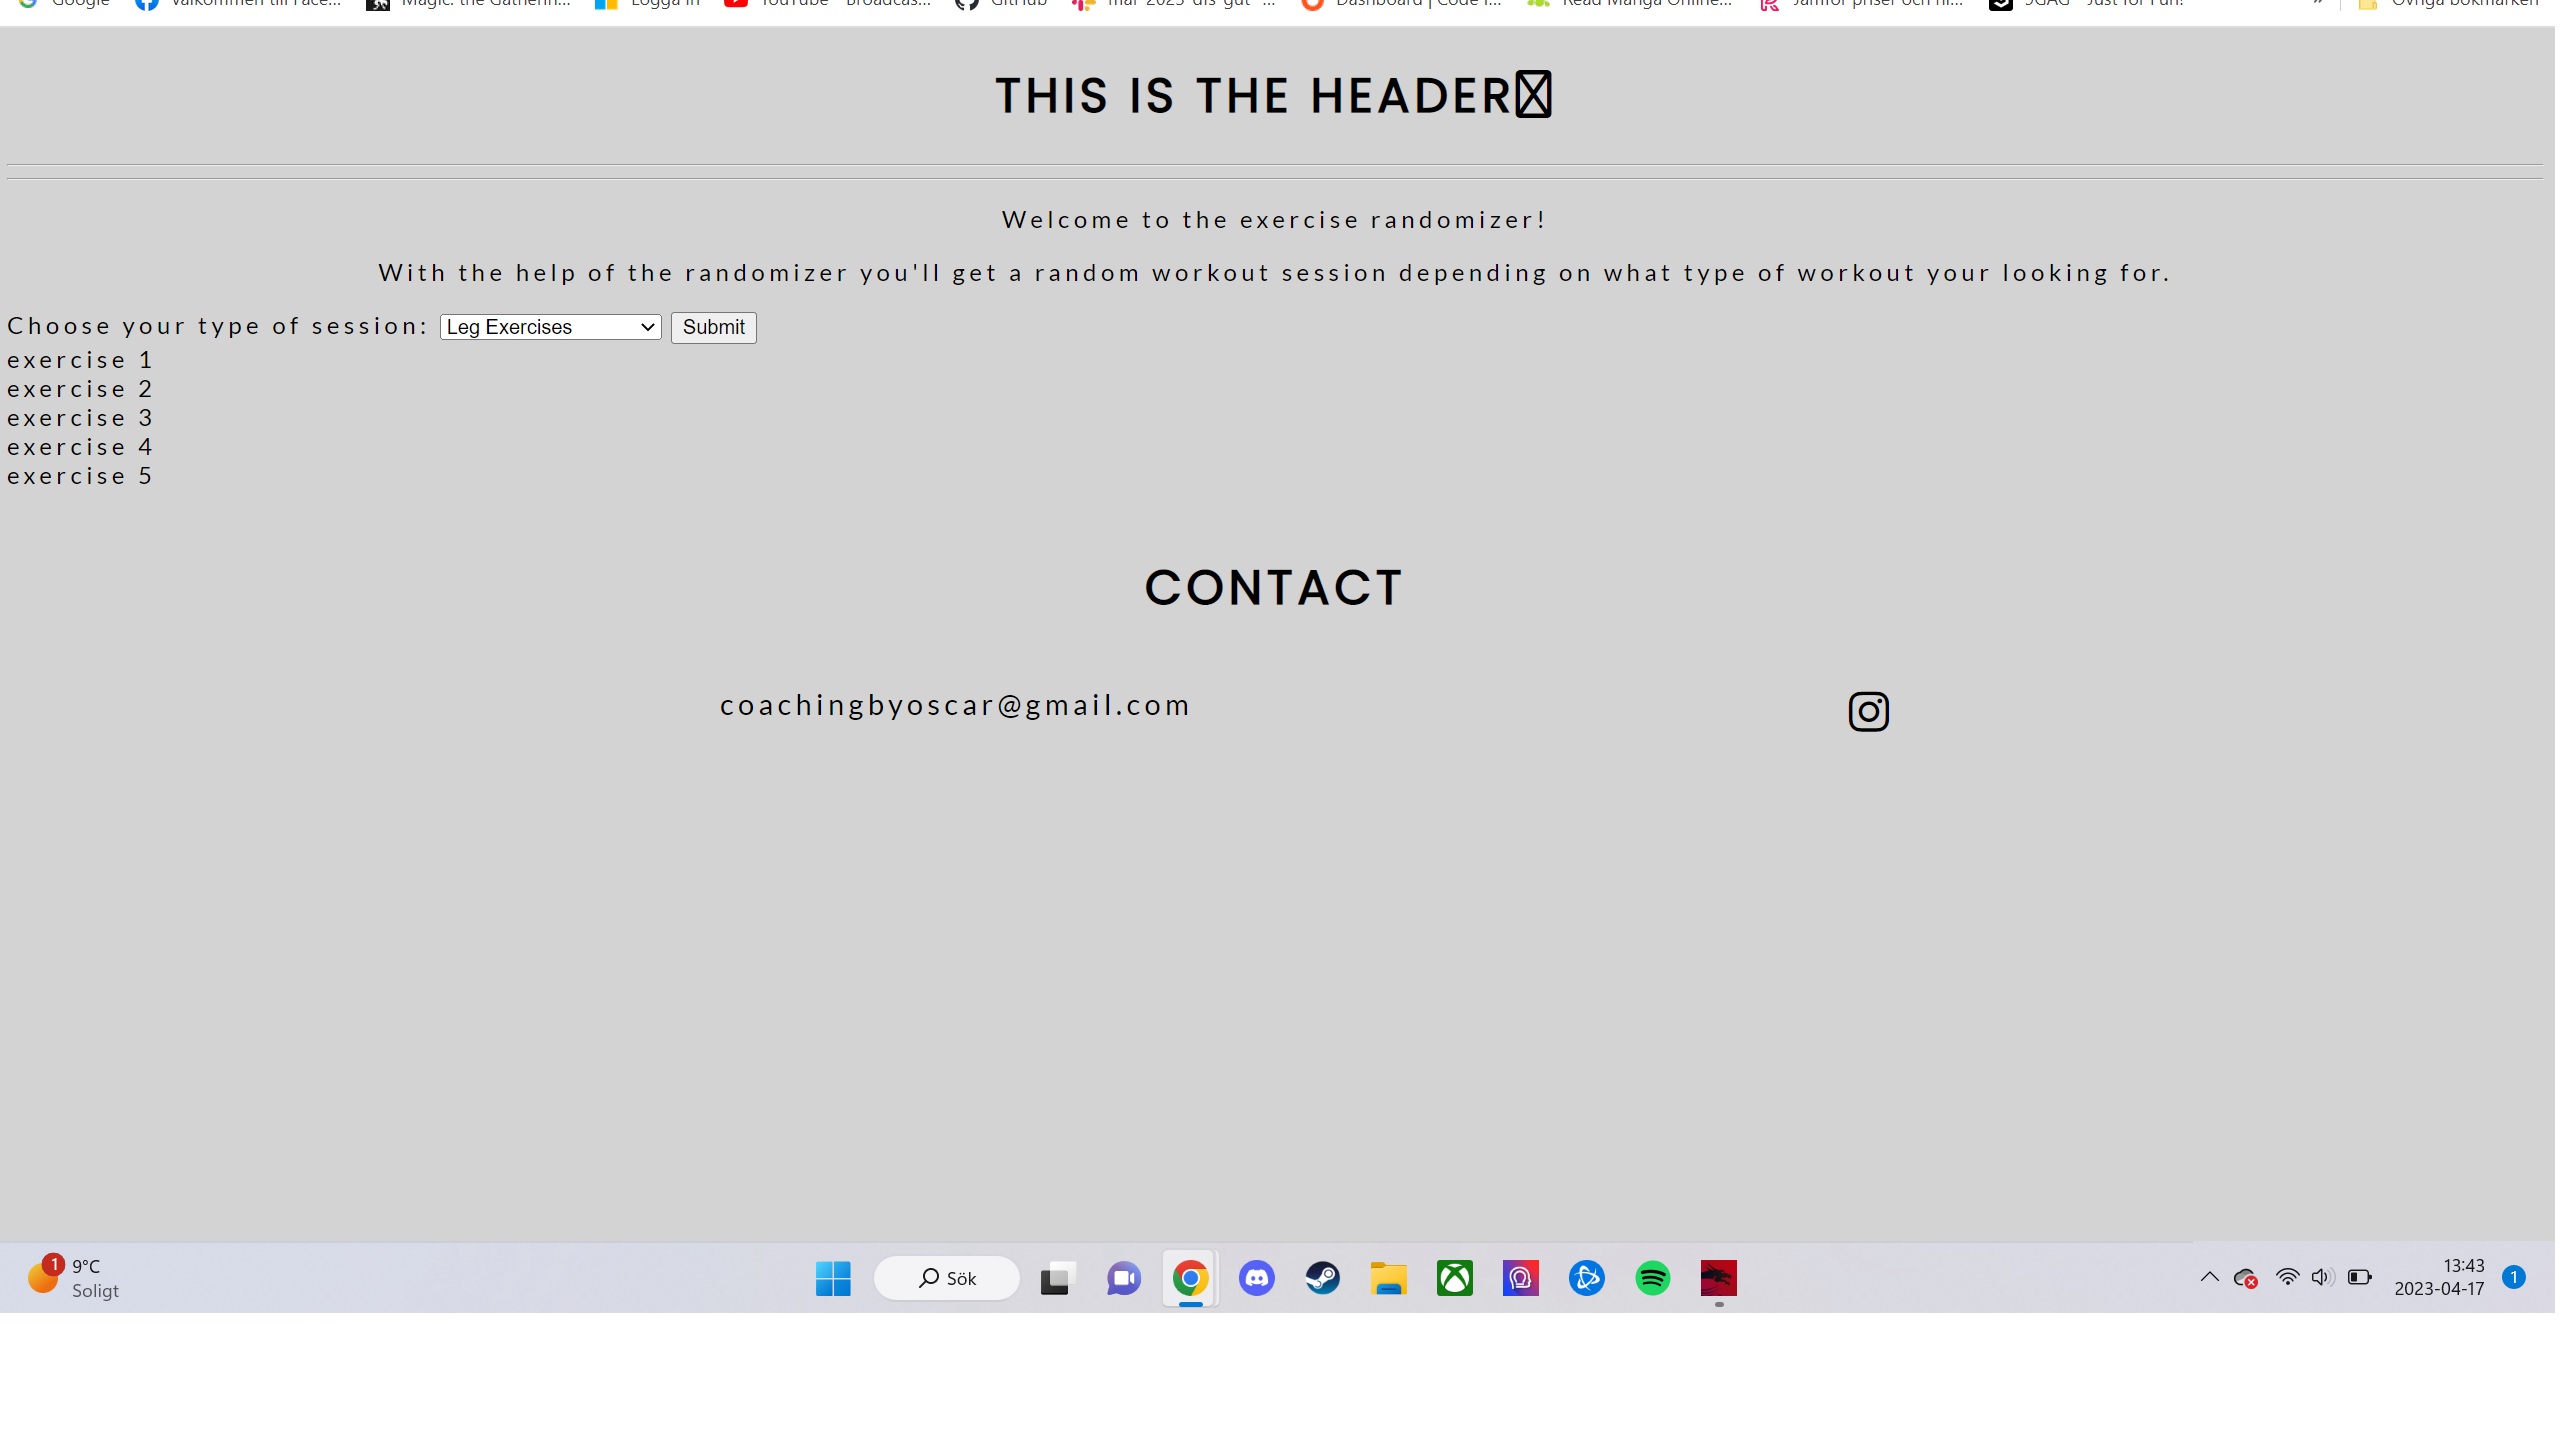 Google Välkommen till Face... Magic: the Gatherin... Logga in YouTube - Broadcas... GitHub Dashboard | Code I... Read Manga Online... Jämför priser och hi... 9GAG - Just for Fun! » Övriga bokmärken
THIS IS THE HEADER
Welcome to the exercise randomizer!
With the help of the randomizer you'll get a random workout session depending on what type of workout your looking for.
Choose your type of session: Leg Exercises Submit
exercise 1
exercise 2
exercise 3
exercise 4
exercise 5
CONTACT
coachingbyoscar@gmail.com
1 9°C Sök 13:43 1
Soligt 2023-04-17